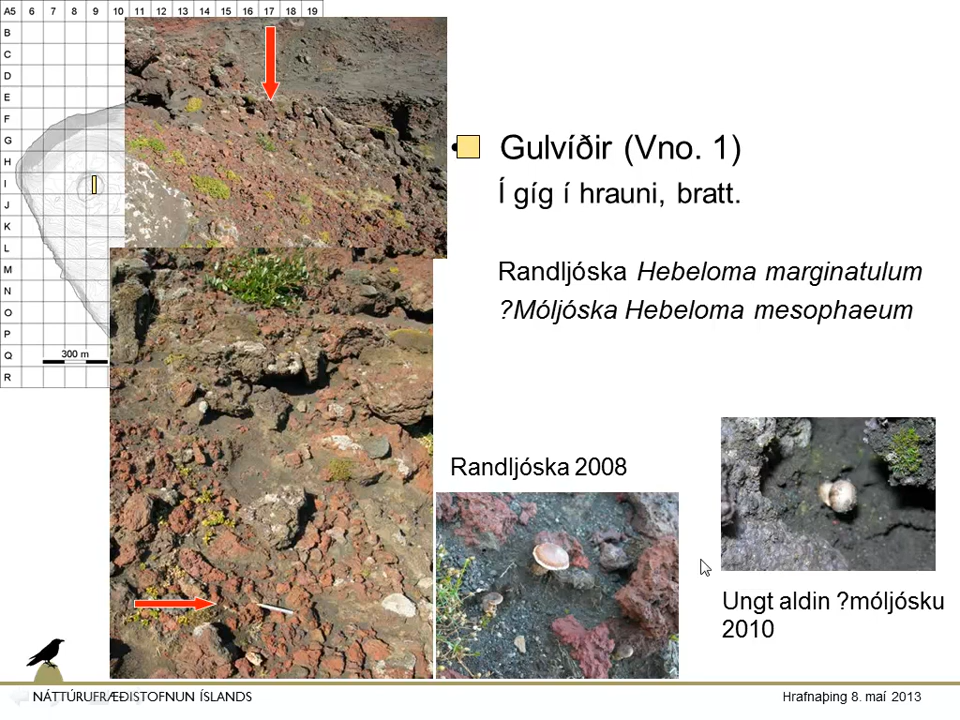 A5 6 7 8 9 10 11 12 13 14 15 16 17 18 19
B
C
D
E
F
G
H
I
J
K
L
M
N
O
P
Q
R
300 m
• Gulvíðir (Vno. 1)
Í gíg í hrauni, bratt.
Randljóska Hebeloma marginatulum
?Móljóska Hebeloma mesophaeum
Randljóska 2008
Ungt aldin ?móljósku
2010
NÁTTÚRUFRÆÐISTOFNUN ÍSLANDS
Hrafnaþing 8. maí 2013